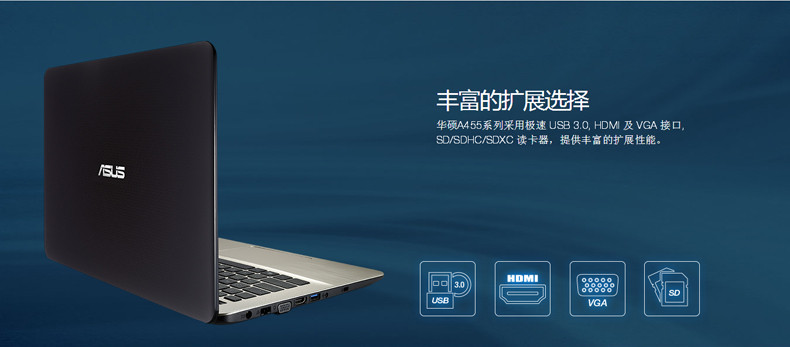 丰富的扩展选择
华硕A455系列采用极速 USB 3.0, HDMI 及 VGA 接口,
SD/SDHC/SDXC 读卡器，提供丰富的扩展性能。
ASUS
3.0
USB
HDMI
VGA
SD